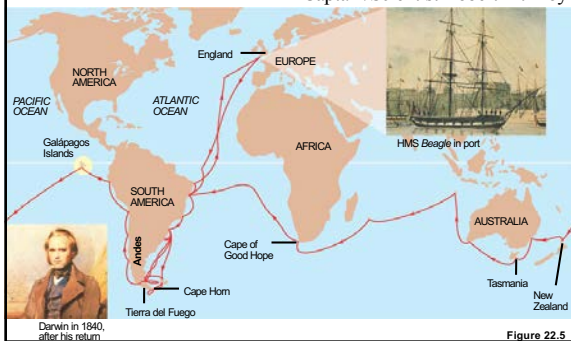 England
EUROPE
NORTH
AMERICA
PACIFIC
OCEAN
ATLANTIC
OCEAN
HMS Beagle in port
Galápagos
Islands
AFRICA
SOUTH
AMERICA
AUSTRALIA
Andes
Cape of
Good Hope
Cape Horn
Tasmania
New
Zealand
Tierra del Fuego
Darwin in 1840,
after his return
Figure 22.5